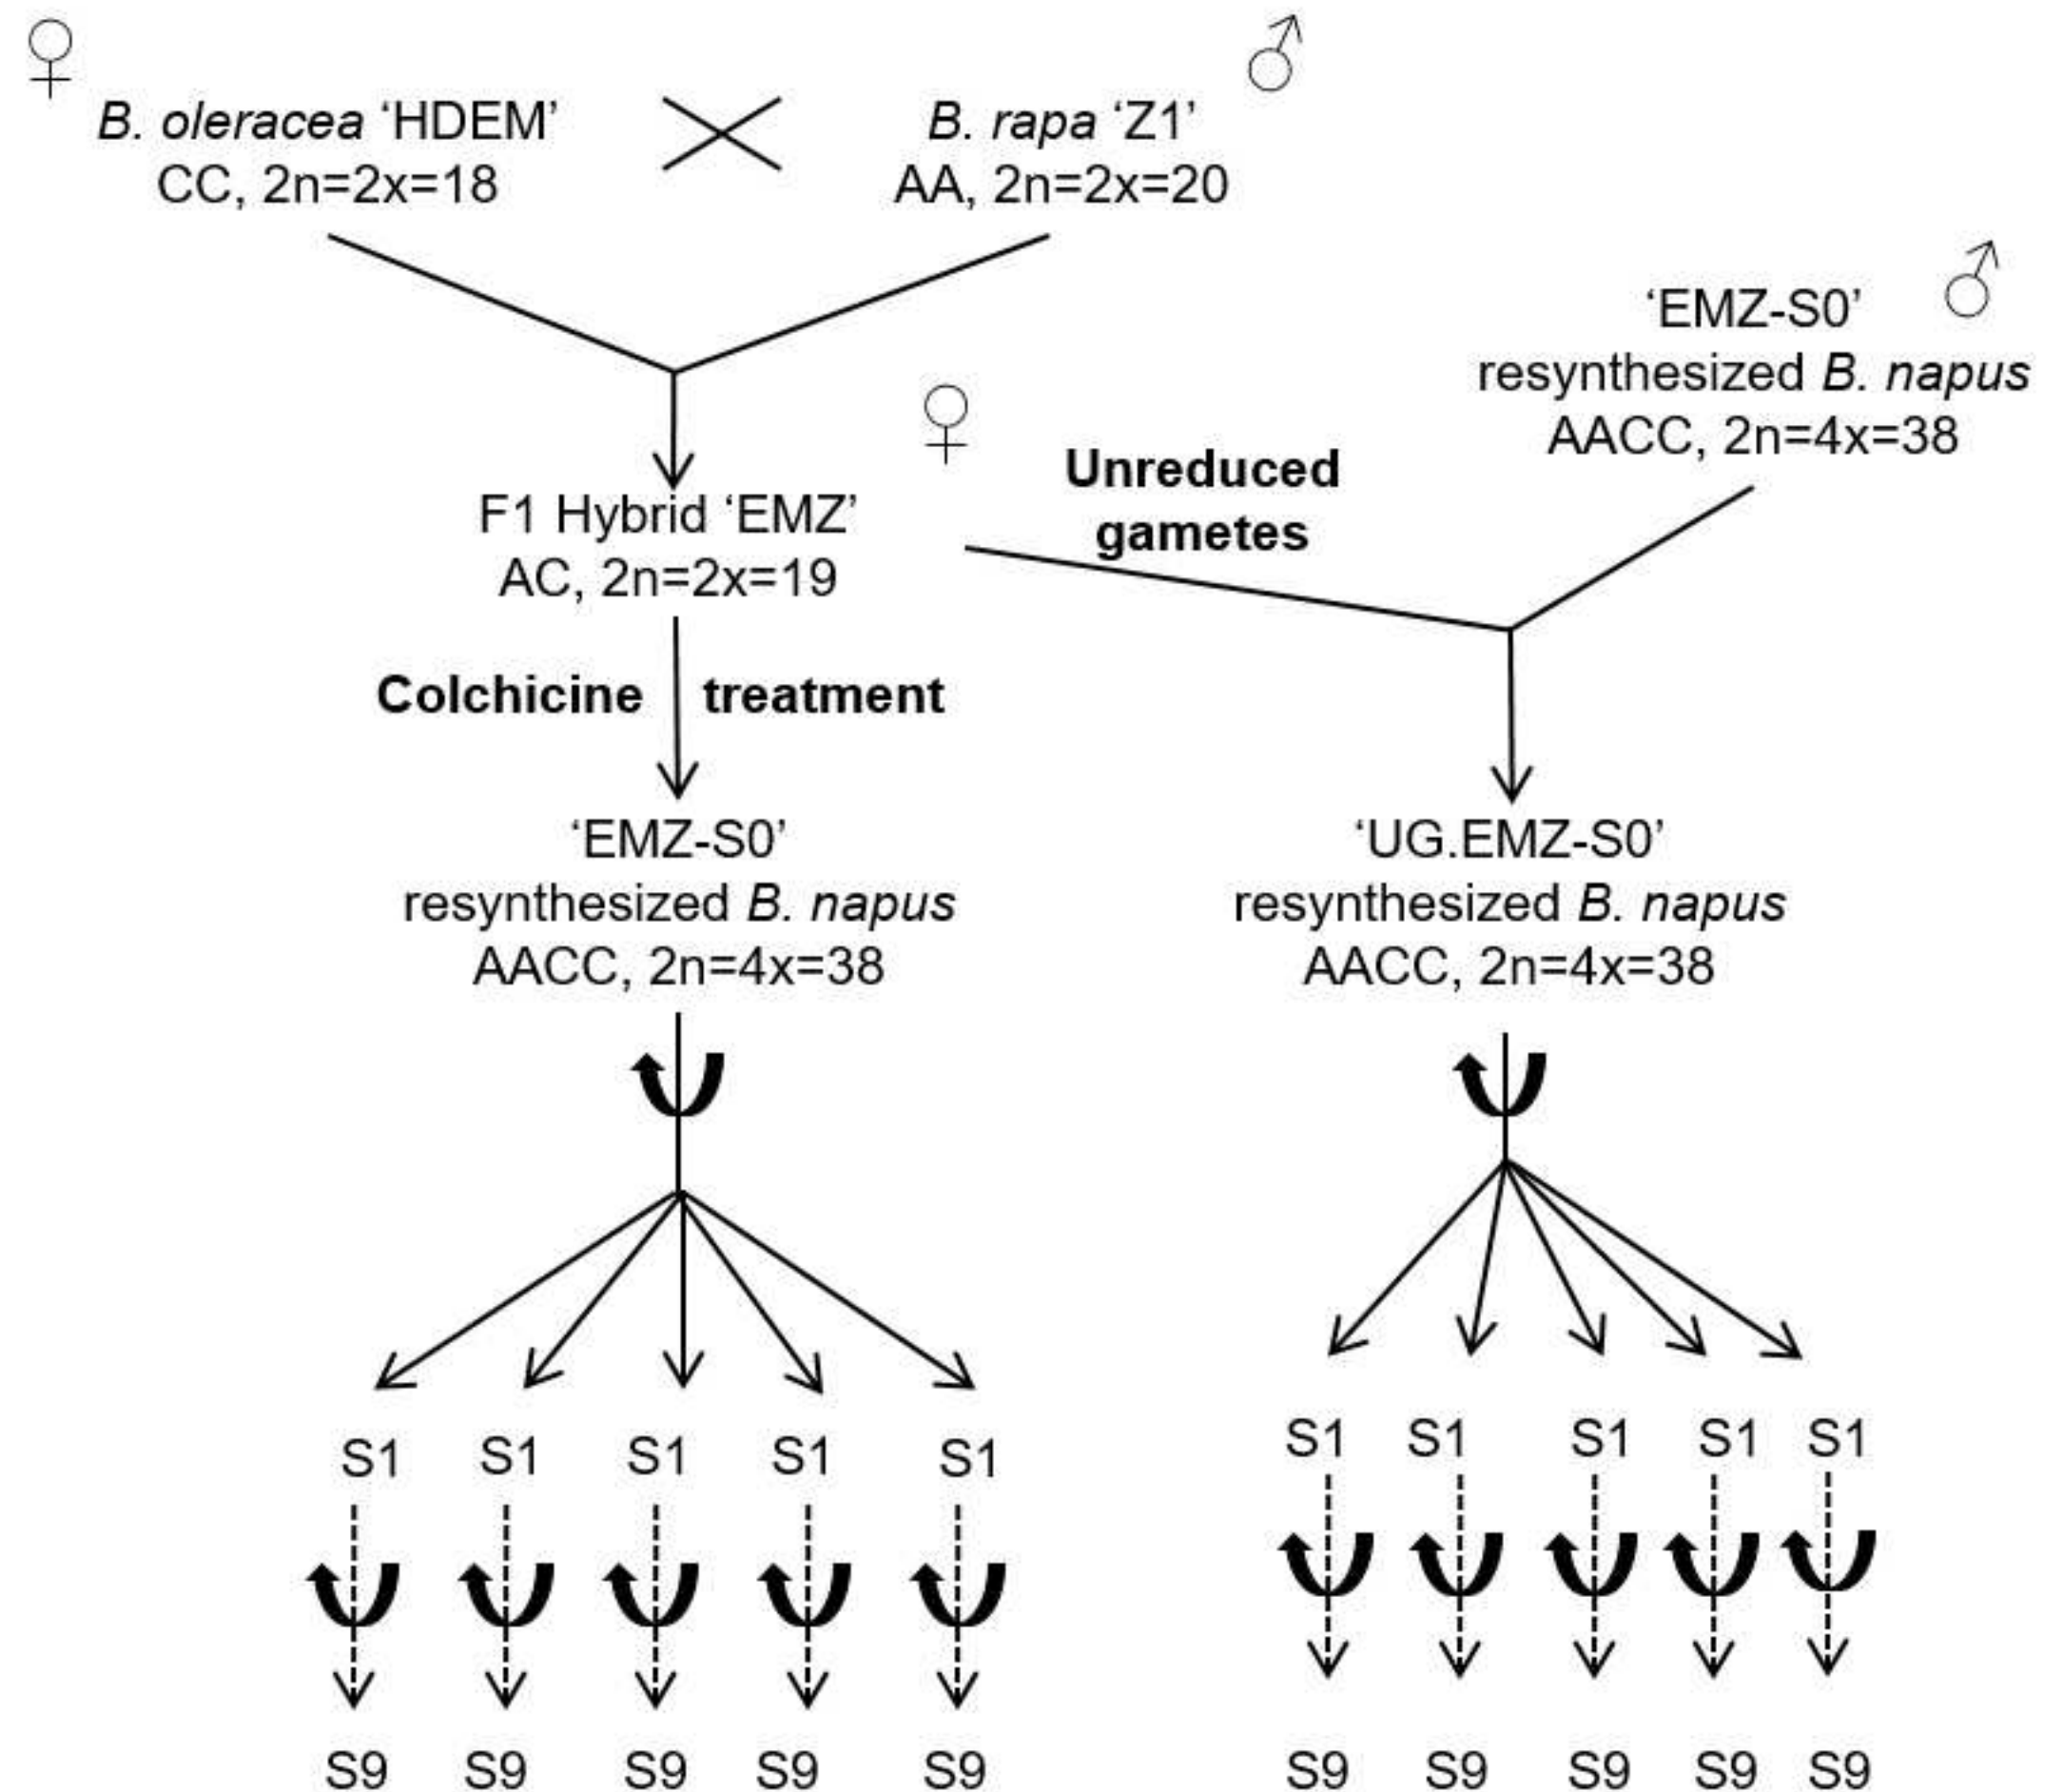 ♀
♂
B. oleracea ‘HDEM’
CC, 2n=2x=18
B. rapa ‘Z1’
AA, 2n=2x=20
♂
‘EMZ-S0’
resynthesized B. napus
AACC, 2n=4x=38
♀
Unreduced
gametes
F1 Hybrid ‘EMZ’
AC, 2n=2x=19
Colchicine treatment
‘EMZ-S0’
resynthesized B. napus
AACC, 2n=4x=38
‘UG.EMZ-S0’
resynthesized B. napus
AACC, 2n=4x=38
S1 S1 S1 S1 S1
S1 S1 S1 S1 S1
S9 S9 S9 S9 S9
S9 S9 S9 S9 S9